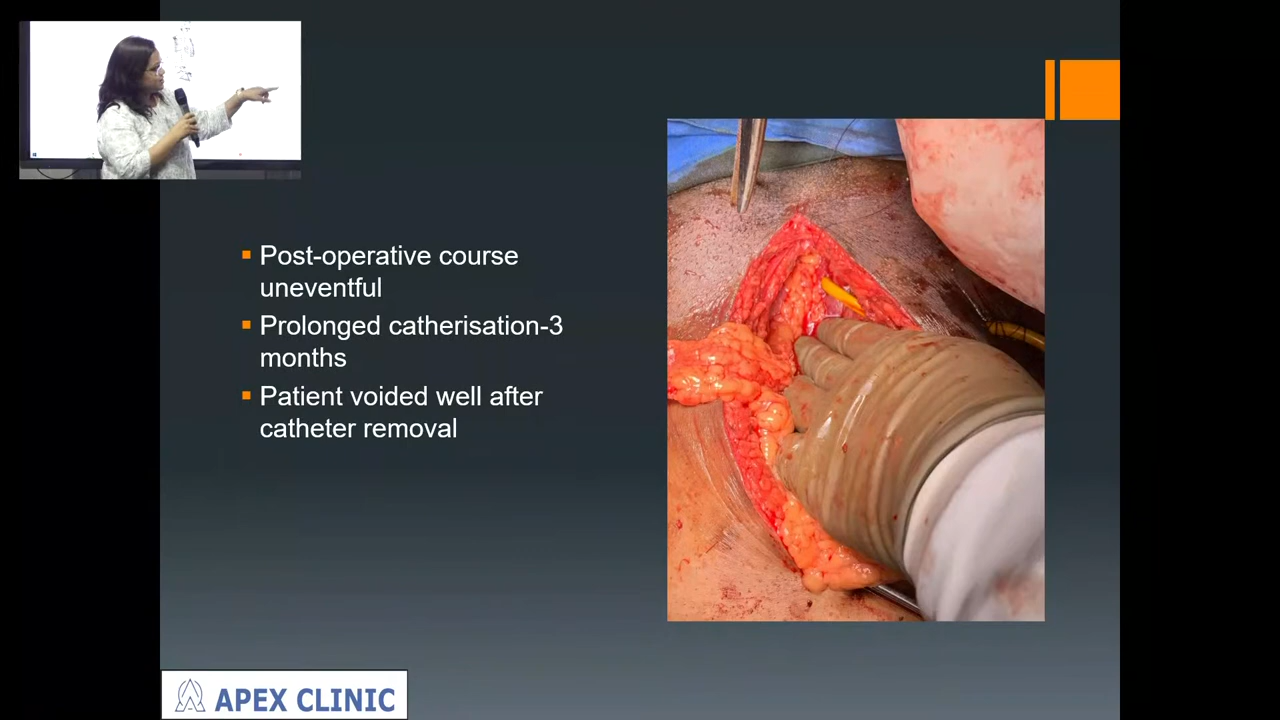 Post-operative course
uneventful
Prolonged catherisation-3
months
Patient voided well after
catheter removal
APEX CLINIC